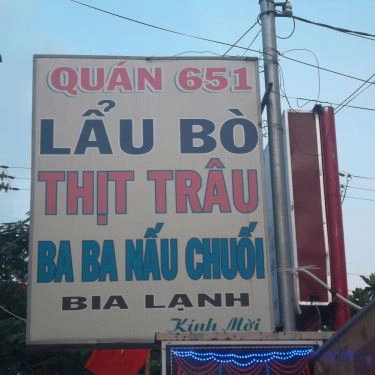 QUÁN 651
LẨU BÒ
THỊT TRÂU
BA BA NẤU CHUỐI
BIA LẠNH
Kính Mời